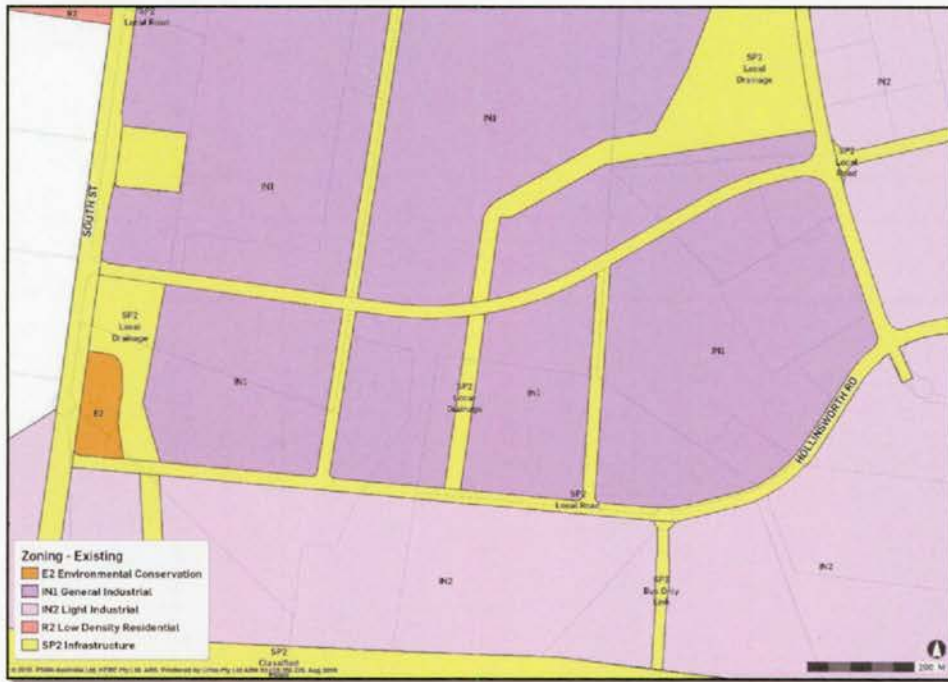 R2
SP2
Local Road
SP2
Local
Drainage
IN2
IN1
SP2
Local
Road
IN1
SOUTH ST
SP2
Local
Drainage
IN1
IN1
SP2
Local
Drainage
IN1
E2
HOLLINSWORTH RD
SP2
Local Road
Zoning - Existing
E2 Environmental Conservation
IN1 General Industrial
IN2 Light Industrial
R2 Low Density Residential
SP2 Infrastructure
IN2
SP2
Bus Only
Link
IN2
SP2
Classified
200 M